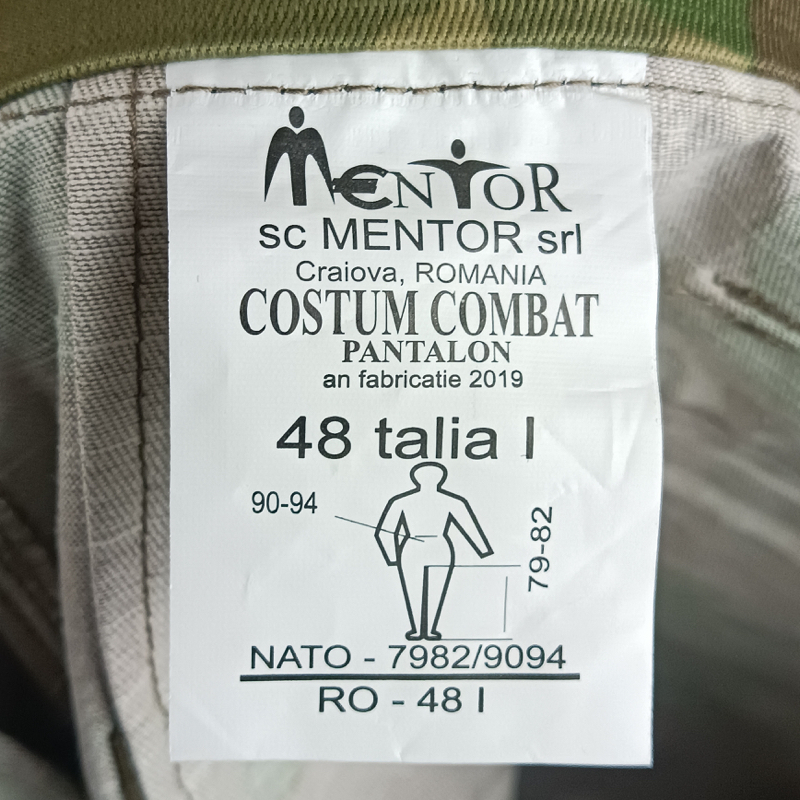 MENTOR
sc MENTOR srl
Craiova, ROMANIA
COSTUM COMBAT
PANTALON
an fabricatie 2019
48 talia I
90-94
79-82
NATO - 7982/9094
RO - 48 I